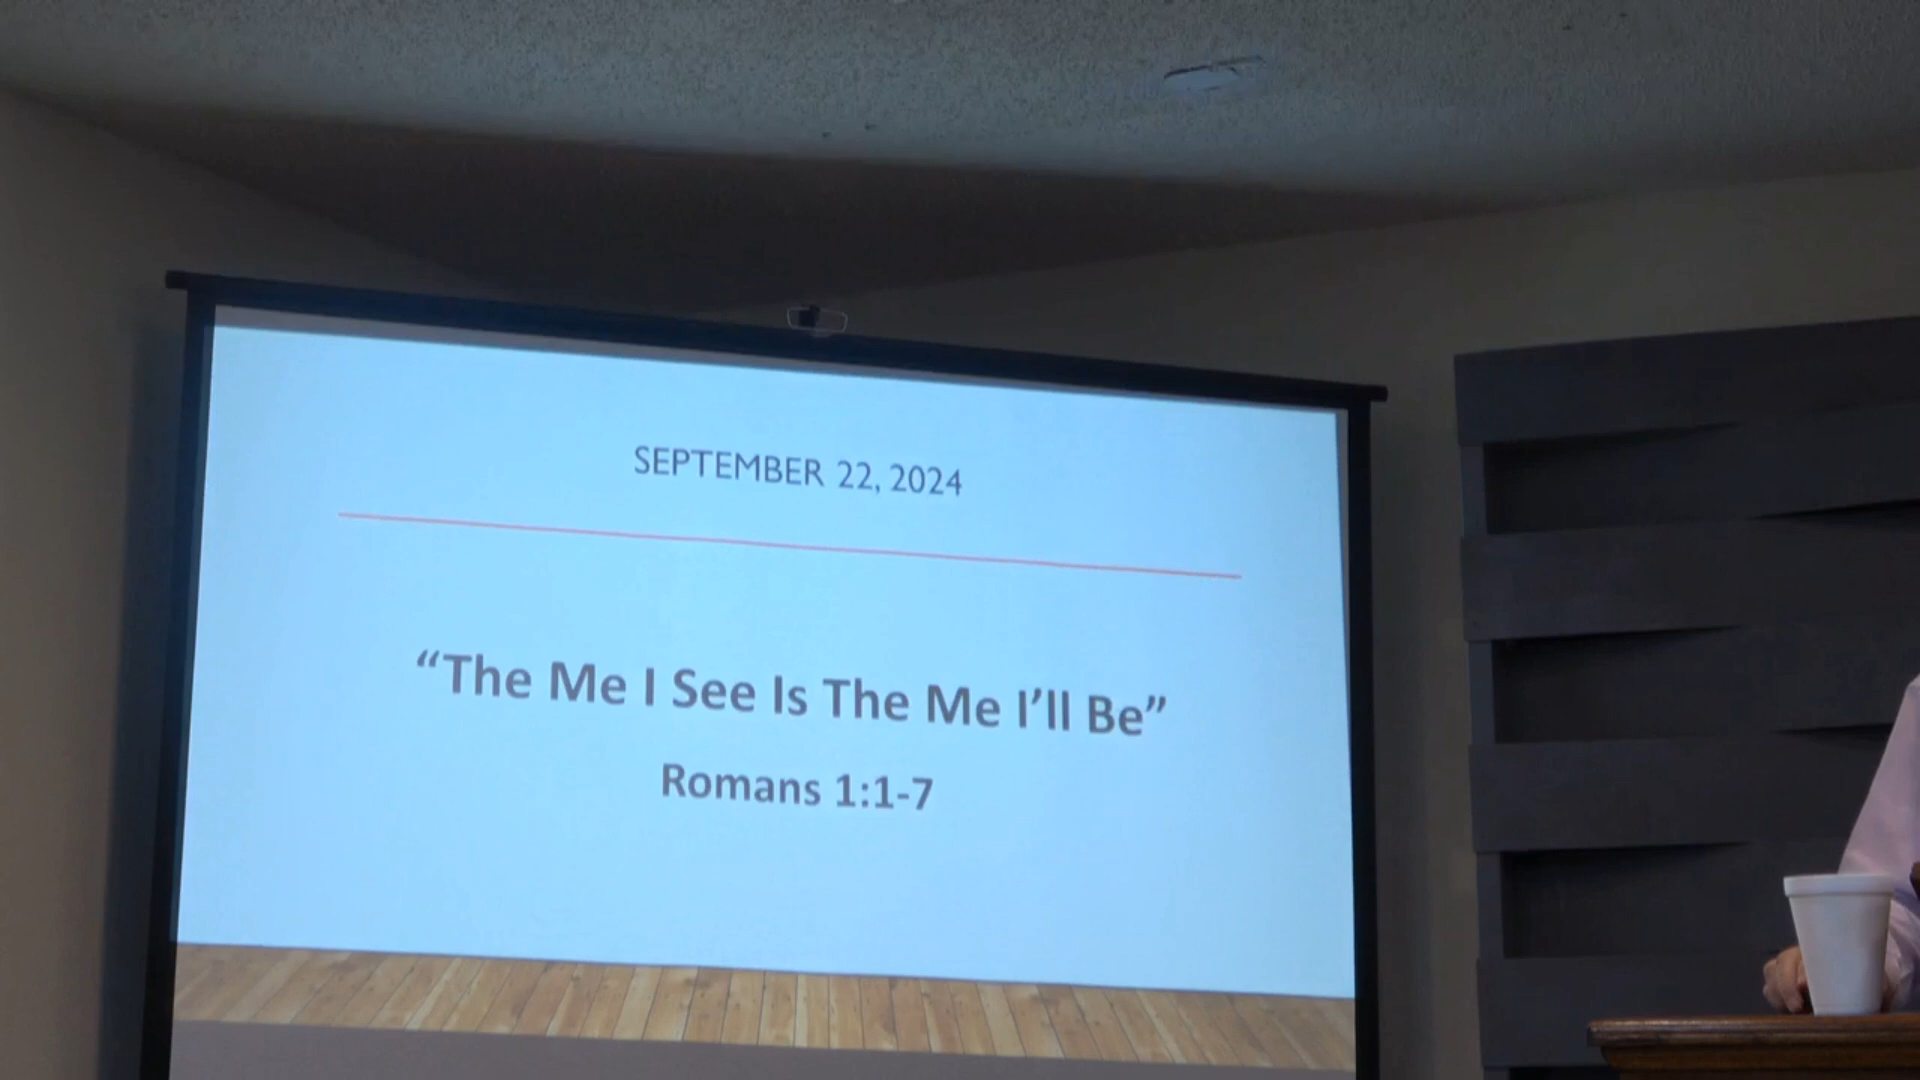 SEPTEMBER 22, 2024
“The Me I See Is The Me I’ll Be”
Romans 1:1-7